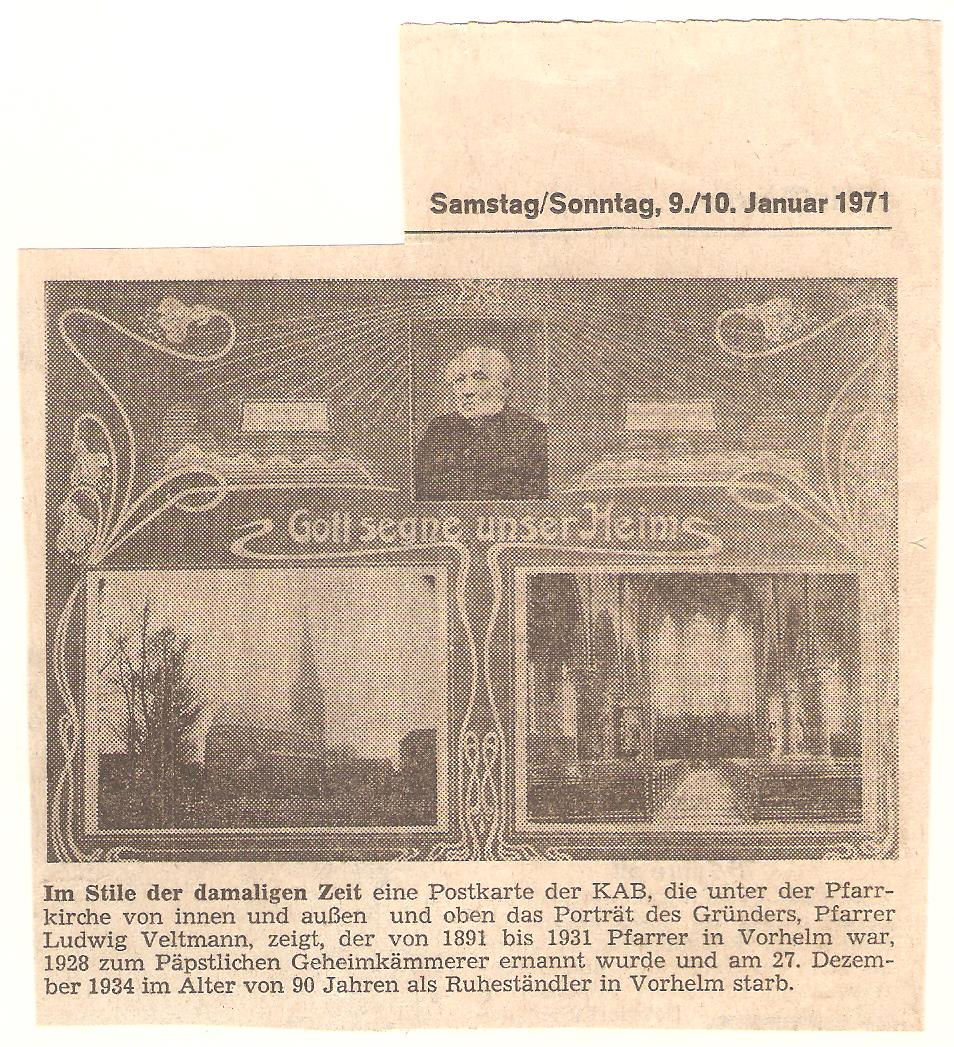 Samstag/Sonntag, 9./10. Januar 1971
Gott segne unser Heim
Im Stile der damaligen Zeit eine Postkarte der KAB, die unter der Pfarr-
kirche von innen und außen und oben das Porträt des Gründers, Pfarrer
Ludwig Veltmann, zeigt, der von 1891 bis 1931 Pfarrer in Vorhelm war,
1928 zum Päpstlichen Geheimkämmerer ernannt wurde und am 27. Dezem-
ber 1934 im Alter von 90 Jahren als Ruheständler in Vorhelm starb.